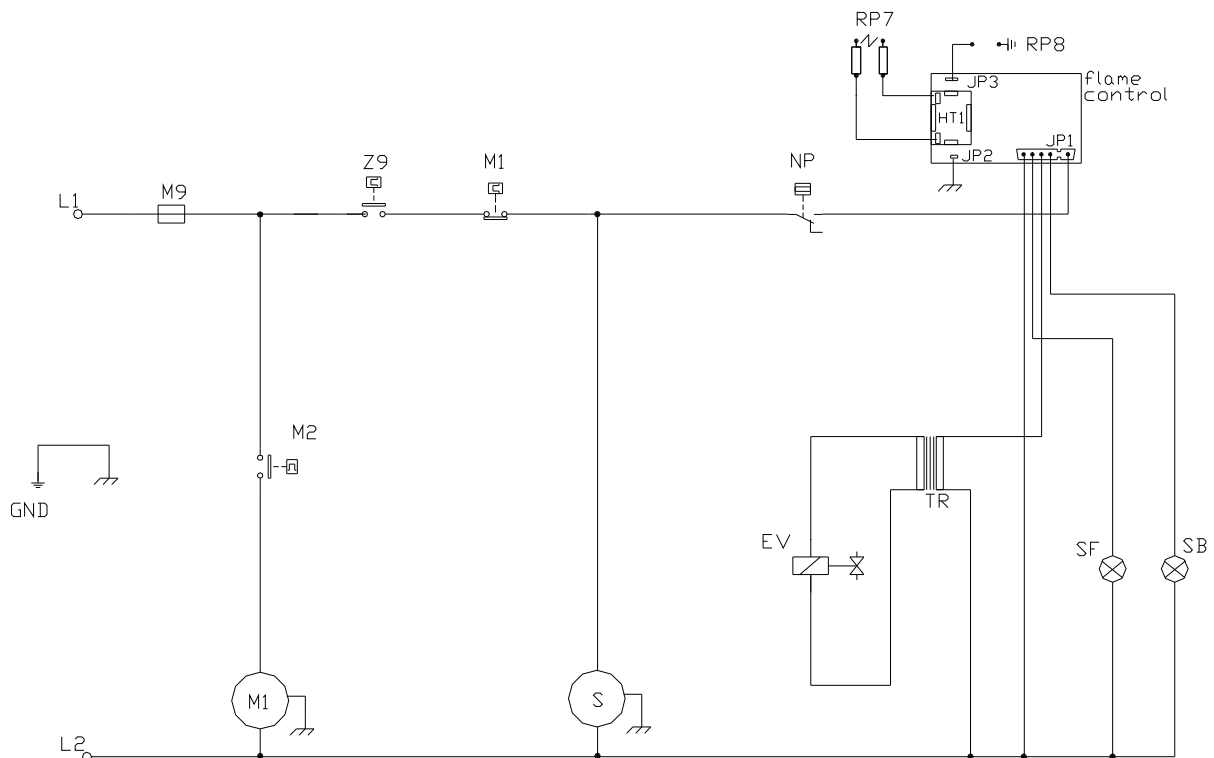 RP7
RP8
JP3
flame
control
HT1
JP1
JP2
Z9
M1
NP
M9
L1
M2
GND
TR
EV
SF
SB
M1
S
L2